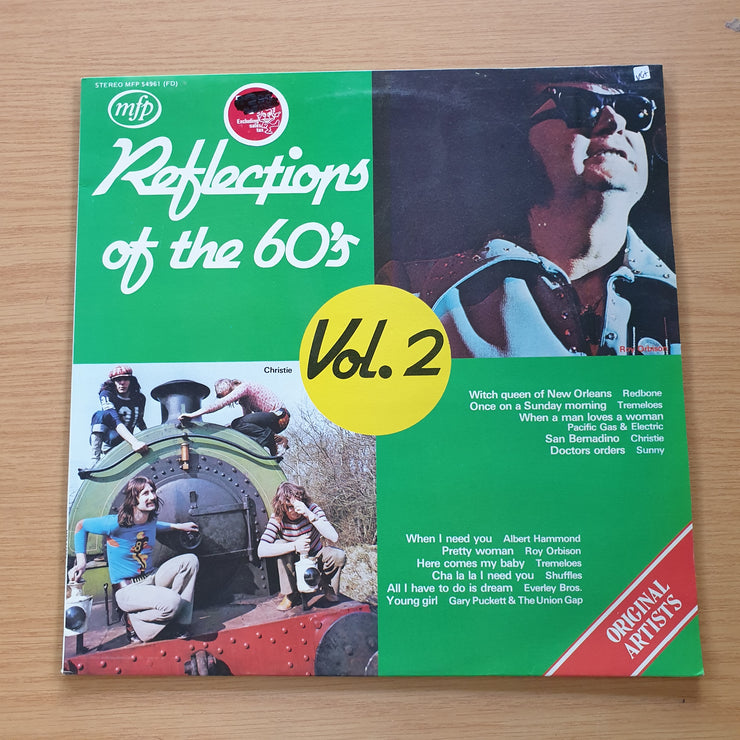 STEREO MFP 54961 (FD)
mfp
Excluding
sales
tax
Reflections
of the 60's
Vol. 2
Roy Orbison
Christie
Witch queen of New Orleans Redbone
Once on a Sunday morning Tremeloes
When a man loves a woman
Pacific Gas & Electric
San Bernadino Christie
Doctors orders Sunny
When I need you Albert Hammond
Pretty woman Roy Orbison
Here comes my baby Tremeloes
Cha la la I need you Shuffles
All I have to do is dream Everley Bros.
Young girl Gary Puckett & The Union Gap
ORIGINAL
ARTISTS